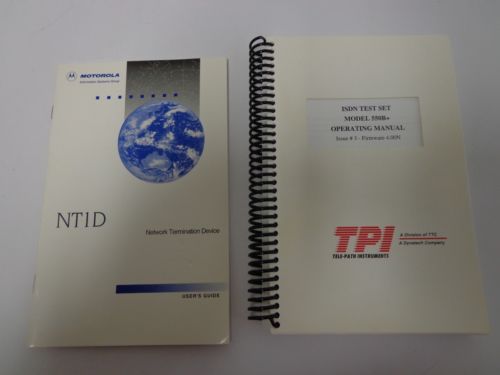 MOTOROLA
Information Systems Group
NT1D
Network Termination Device
USER'S GUIDE
ISDN TEST SET
MODEL 550B+
OPERATING MANUAL
Issue # 3 - Firmware 4.00N
TPI
TELE-PATH INSTRUMENTS
A Division of TTC
A Dynatech Company